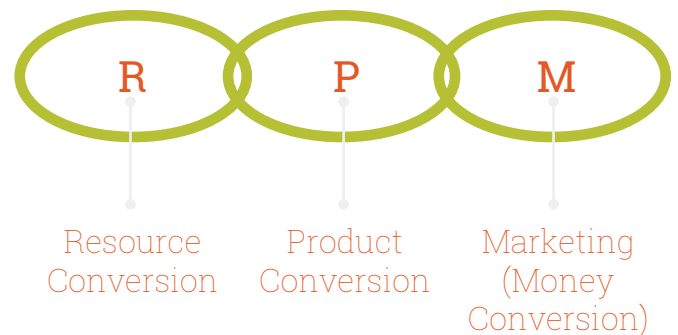 R P M
Resource
Conversion
Product
Conversion
Marketing
(Money
Conversion)